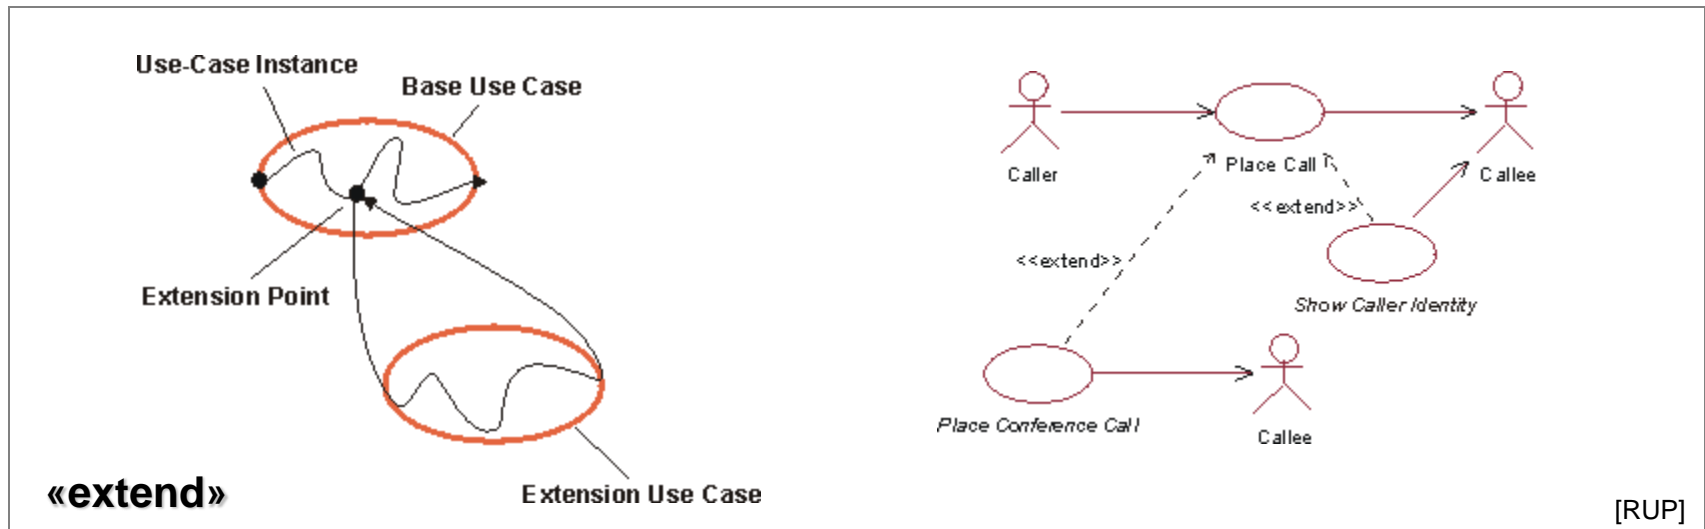 Use-Case Instance
Base Use Case
Extension Point
Extension Use Case
«extend»
Caller
Place Call
Callee
<<extend>>
<<extend>>
Show Caller Identity
Place Conference Call
Callee
[RUP]